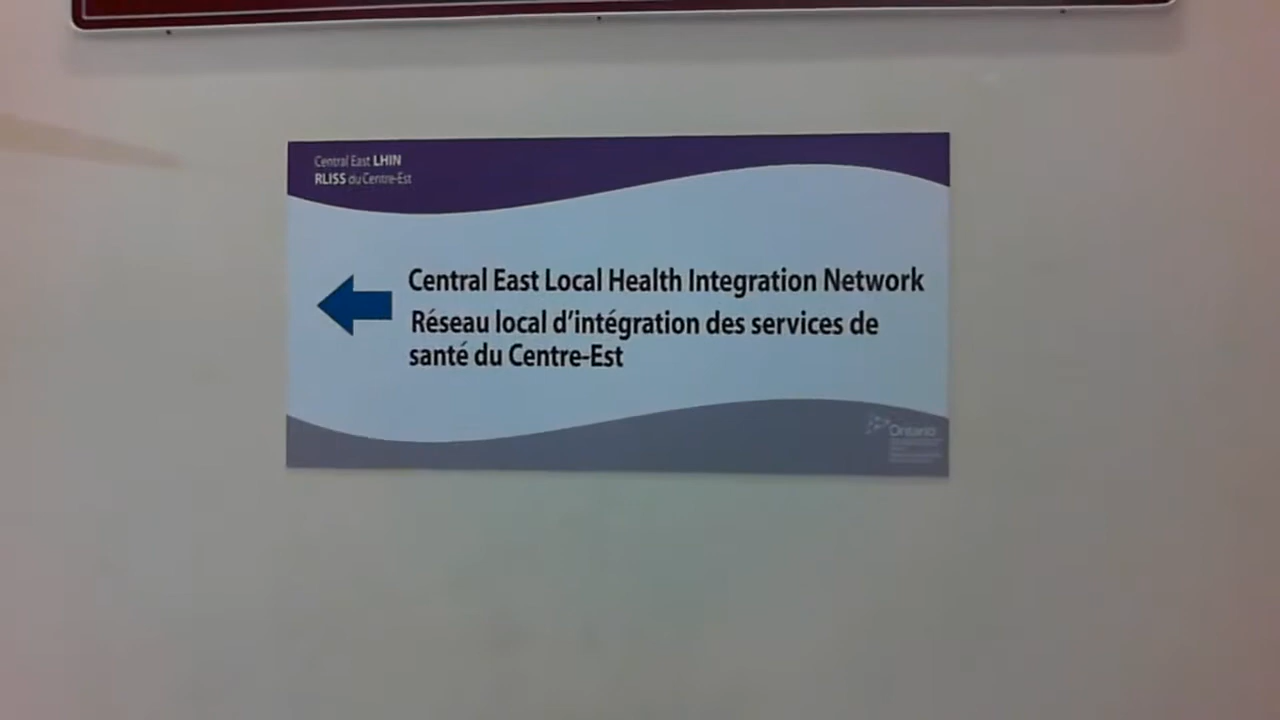 Central East LHIN
RLISS du Centre-Est
Central East Local Health Integration Network
Réseau local d'intégration des services de
santé du Centre-Est
Ontario